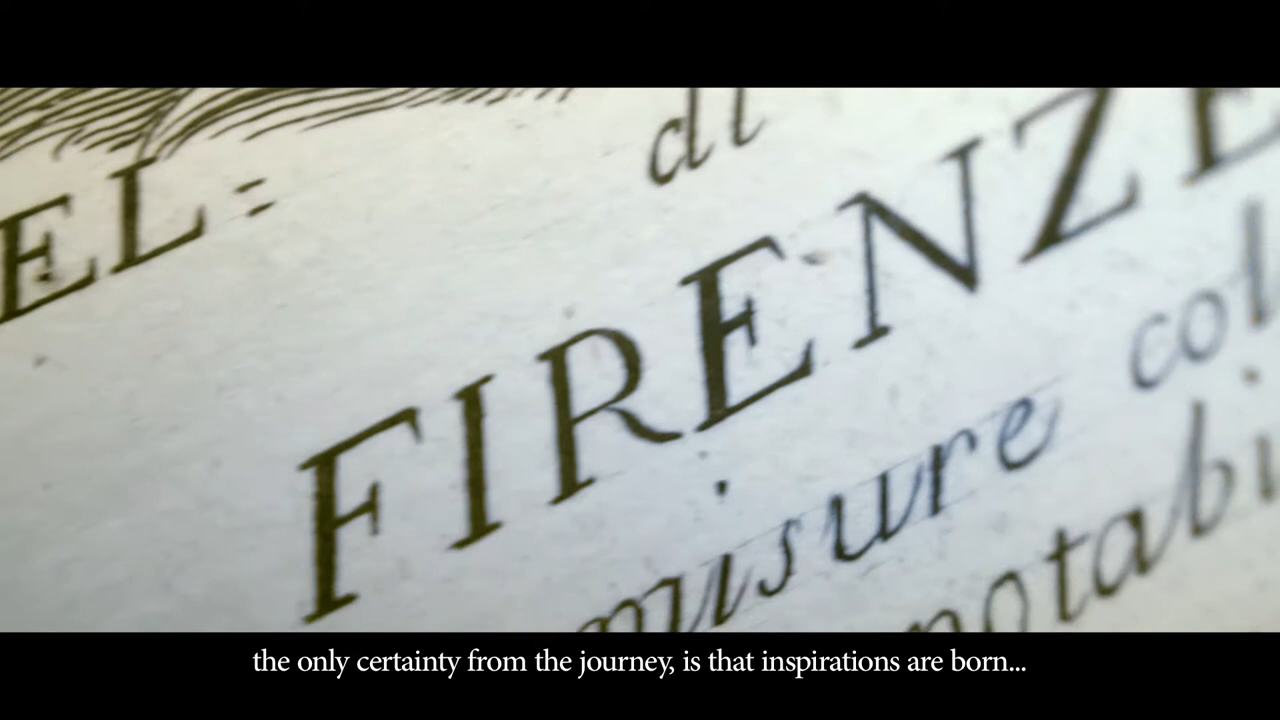 di
EL:
FIRENZE
misure col
notabi
the only certainty from the journey, is that inspirations are born...